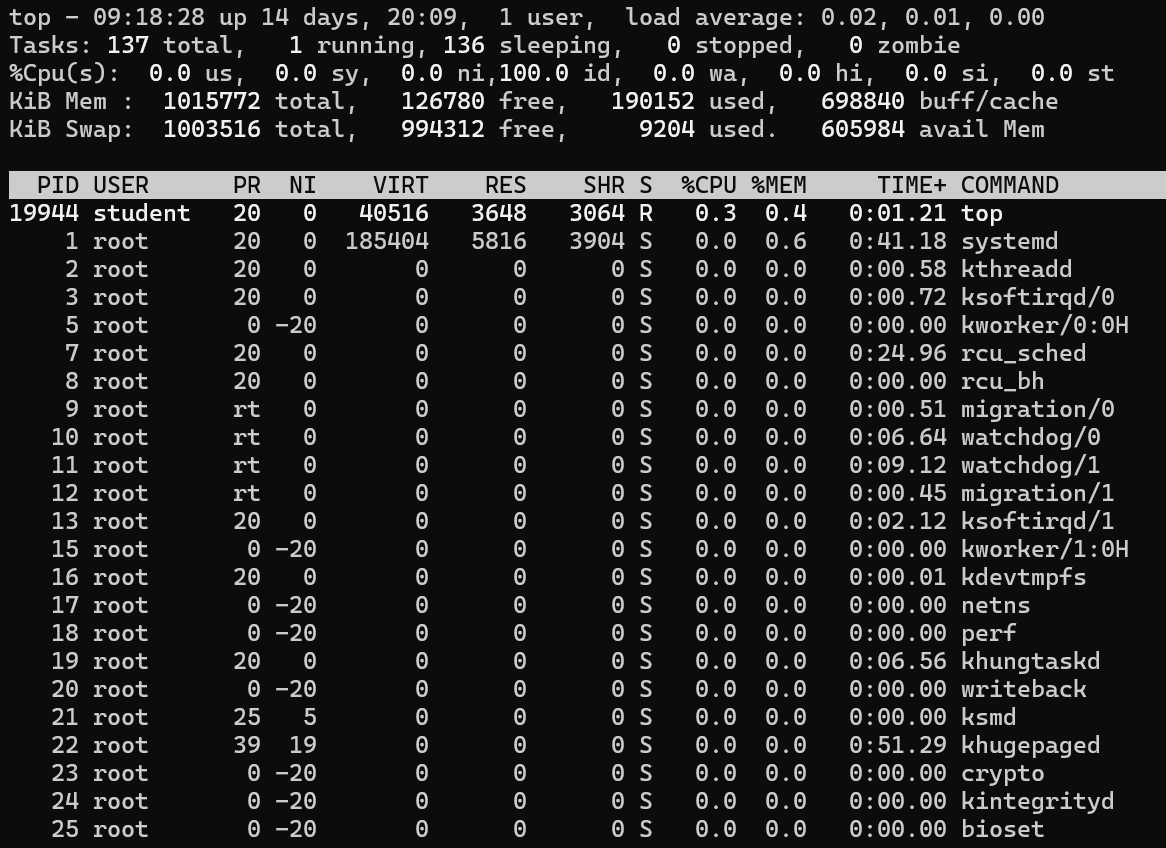 top - 09:18:28 up 14 days, 20:09,  1 user,  load average: 0.02, 0.01, 0.00
Tasks: 137 total,   1 running, 136 sleeping,   0 stopped,   0 zombie
%Cpu(s):  0.0 us,  0.0 sy,  0.0 ni,100.0 id,  0.0 wa,  0.0 hi,  0.0 si,  0.0 st
KiB Mem :  1015772 total,   126780 free,   190152 used,   698840 buff/cache
KiB Swap:  1003516 total,   994312 free,     9204 used.   605984 avail Mem
  PID USER      PR  NI    VIRT    RES    SHR S  %CPU %MEM     TIME+ COMMAND
19944 student   20   0   40516   3648   3064 R   0.3  0.4   0:01.21 top
    1 root      20   0  185404   5816   3904 S   0.0  0.6   0:41.18 systemd
    2 root      20   0       0      0      0 S   0.0  0.0   0:00.58 kthreadd
    3 root      20   0       0      0      0 S   0.0  0.0   0:00.72 ksoftirqd/0
    5 root       0 -20       0      0      0 S   0.0  0.0   0:00.00 kworker/0:0H
    7 root      20   0       0      0      0 S   0.0  0.0   0:24.96 rcu_sched
    8 root      20   0       0      0      0 S   0.0  0.0   0:00.00 rcu_bh
    9 root      rt   0       0      0      0 S   0.0  0.0   0:00.51 migration/0
   10 root      rt   0       0      0      0 S   0.0  0.0   0:06.64 watchdog/0
   11 root      rt   0       0      0      0 S   0.0  0.0   0:09.12 watchdog/1
   12 root      rt   0       0      0      0 S   0.0  0.0   0:00.45 migration/1
   13 root      20   0       0      0      0 S   0.0  0.0   0:02.12 ksoftirqd/1
   15 root       0 -20       0      0      0 S   0.0  0.0   0:00.00 kworker/1:0H
   16 root      20   0       0      0      0 S   0.0  0.0   0:00.01 kdevtmpfs
   17 root       0 -20       0      0      0 S   0.0  0.0   0:00.00 netns
   18 root       0 -20       0      0      0 S   0.0  0.0   0:00.00 perf
   19 root      20   0       0      0      0 S   0.0  0.0   0:06.56 khungtaskd
   20 root       0 -20       0      0      0 S   0.0  0.0   0:00.00 writeback
   21 root      25   5       0      0      0 S   0.0  0.0   0:00.00 ksmd
   22 root      39  19       0      0      0 S   0.0  0.0   0:51.29 khugepaged
   23 root       0 -20       0      0      0 S   0.0  0.0   0:00.00 crypto
   24 root       0 -20       0      0      0 S   0.0  0.0   0:00.00 kintegrityd
   25 root       0 -20       0      0      0 S   0.0  0.0   0:00.00 bioset